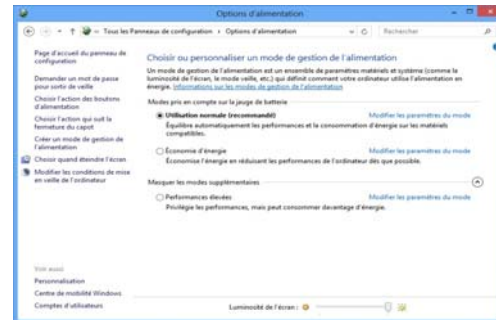 Options d'alimentation
« Tous les Panneaux de configuration › Options d'alimentation
Rechercher
Page d'accueil du panneau de
configuration
Demander un mot de passe
pour sortir de veille
Choisir l'action des boutons
d'alimentation
Choisir l'action qui suit la
fermeture du capot
Créer un mode de gestion de
l'alimentation
Choisir quand éteindre l'écran
Modifier les conditions de mise
en veille de l'ordinateur
Voir aussi
Personnalisation
Centre de mobilité Windows
Comptes d'utilisateurs
Choisir ou personnaliser un mode de gestion de l'alimentation
Un mode de gestion de l'alimentation est un ensemble de paramètres matériels et système (comme la
luminosité de l'écran, le mode veille, etc.) qui définit comment votre ordinateur utilise l'alimentation en
énergie. Informations sur les modes de gestion de l'alimentation
Modes pris en compte sur la jauge de batterie
Utilisation normale (recommandé) Modifier les paramètres du mode
Équilibre automatiquement les performances et la consommation d'énergie sur les matériels
compatibles.
Économie d'énergie Modifier les paramètres du mode
Économise l'énergie en réduisant les performances de l'ordinateur dès que possible.
Masquer les modes supplémentaires
Performances élevées Modifier les paramètres du mode
Privilégie les performances, mais peut consommer davantage d'énergie.
Luminosité de l'écran :